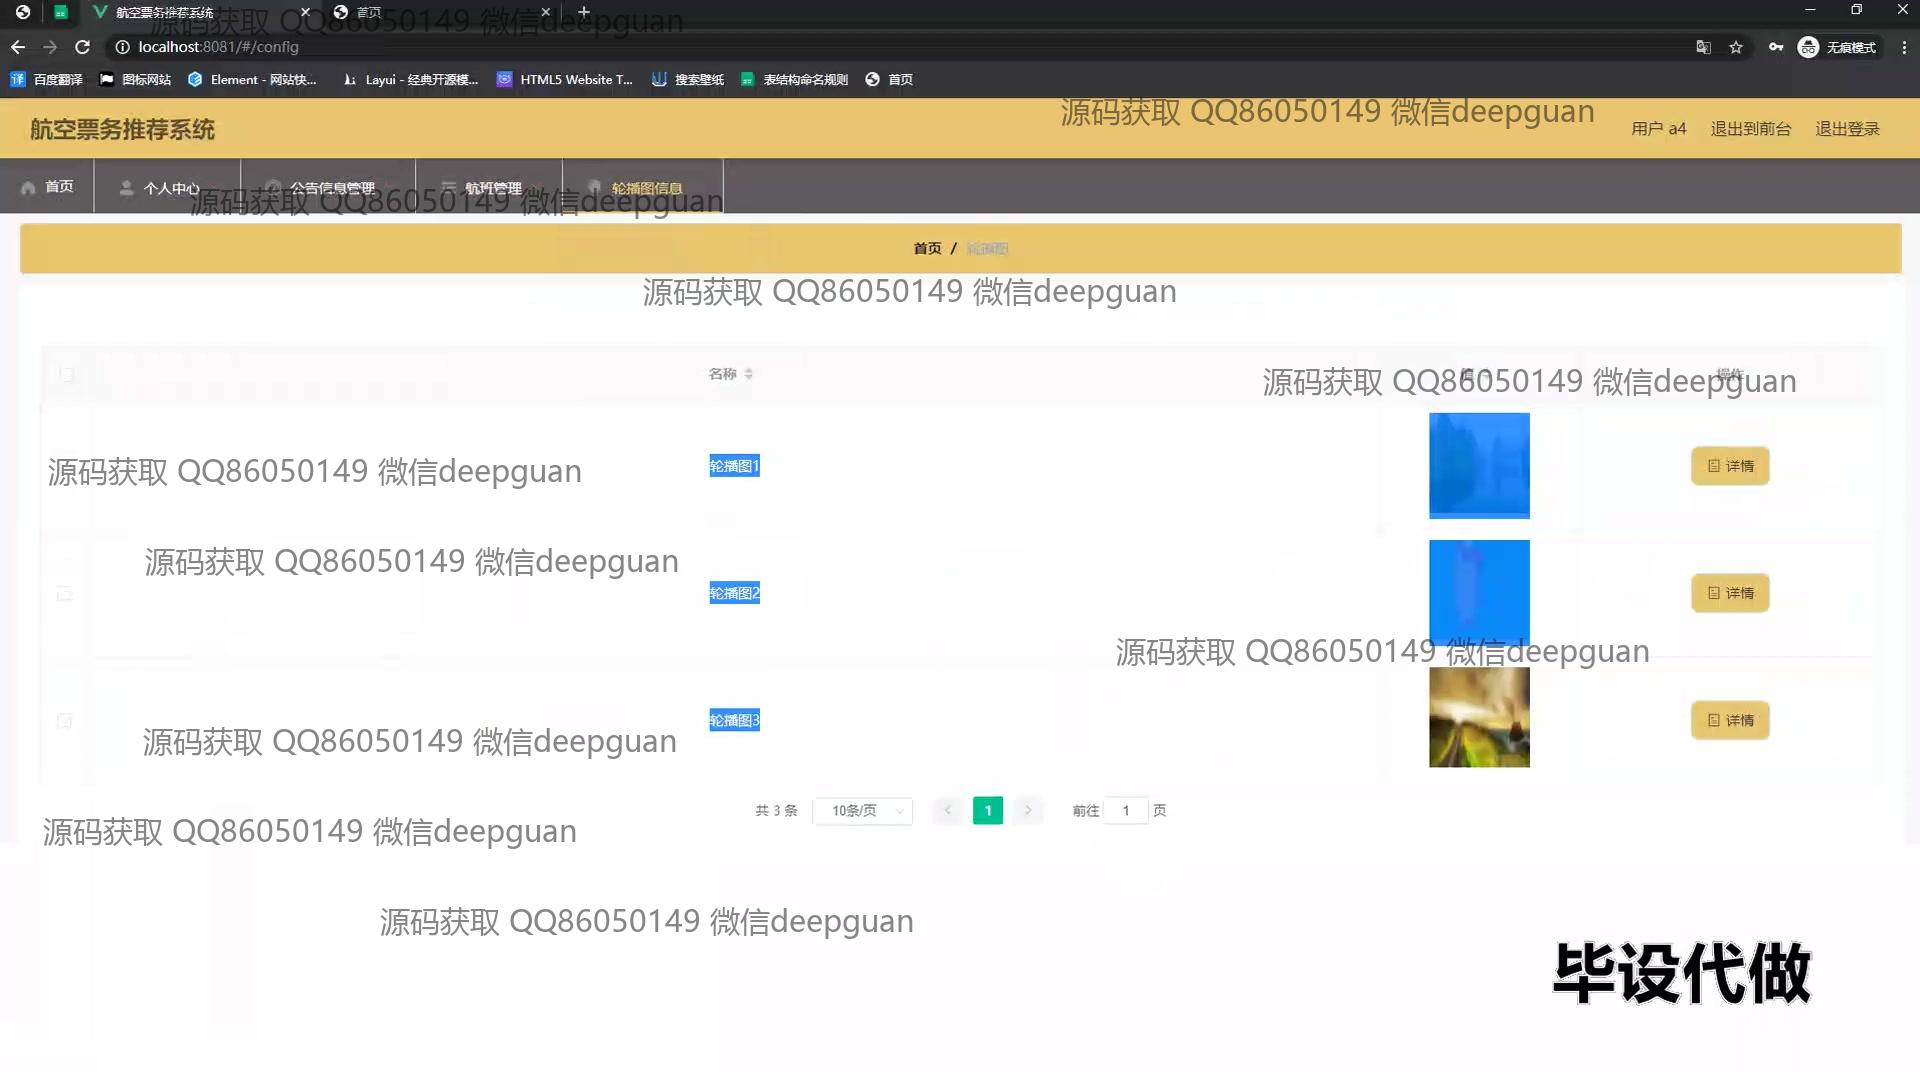 航空票务推荐系统
首页
源码获取 QQ86050149 微信deepguan
localhost:8081/#/config
无痕模式
百度翻译
图标网站
Element - 网站快...
Layui - 经典开源模...
HTML5 Website T...
搜索壁纸
表结构命名规则
首页
航空票务推荐系统
源码获取 QQ86050149 微信deepguan
用户 a4
退出到前台
退出登录
首页
个人中心
公告信息管理
航班管理
轮播图信息
源码获取 QQ86050149 微信deepguan
首页 / 轮播图
源码获取 QQ86050149 微信deepguan
名称
值
操作
源码获取 QQ86050149 微信deepguan
轮播图1
详情
源码获取 QQ86050149 微信deepguan
源码获取 QQ86050149 微信deepguan
轮播图2
详情
源码获取 QQ86050149 微信deepguan
轮播图3
详情
源码获取 QQ86050149 微信deepguan
共 3 条
10条/页
1
前往 1 页
源码获取 QQ86050149 微信deepguan
源码获取 QQ86050149 微信deepguan
毕设代做